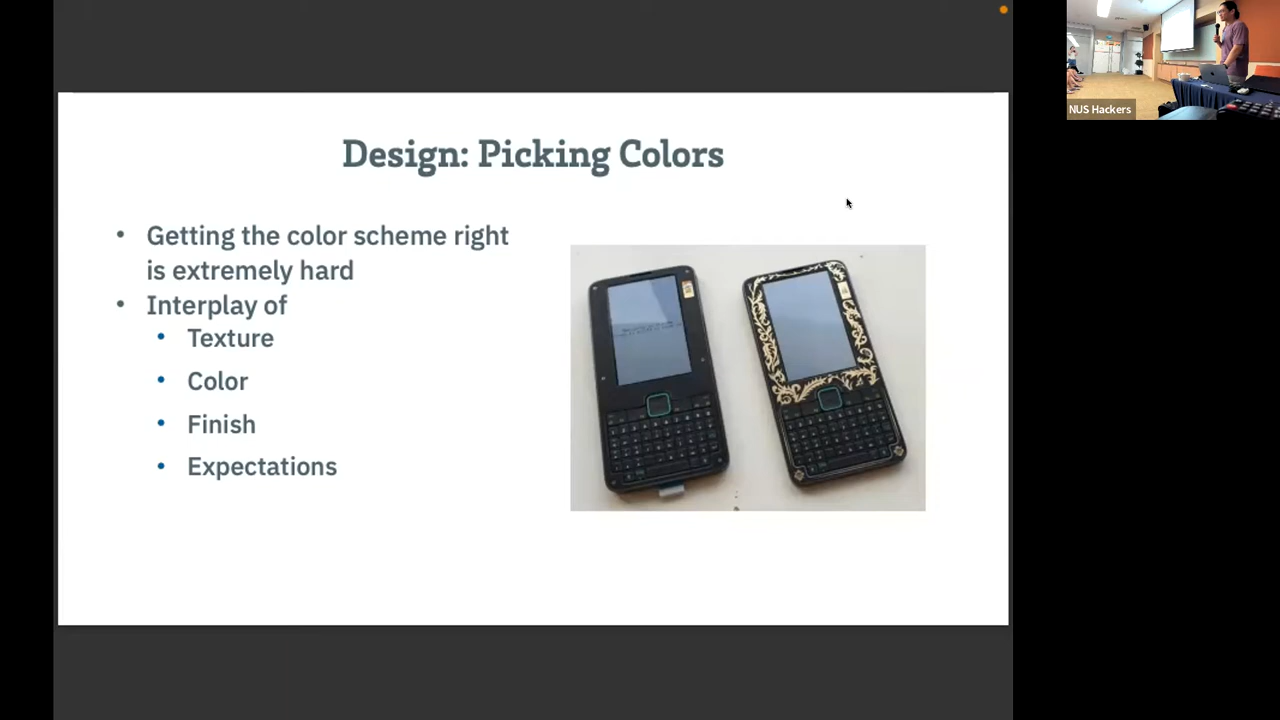 Design: Picking Colors
• Getting the color scheme right
is extremely hard
• Interplay of
• Texture
• Color
• Finish
• Expectations
NUS Hackers